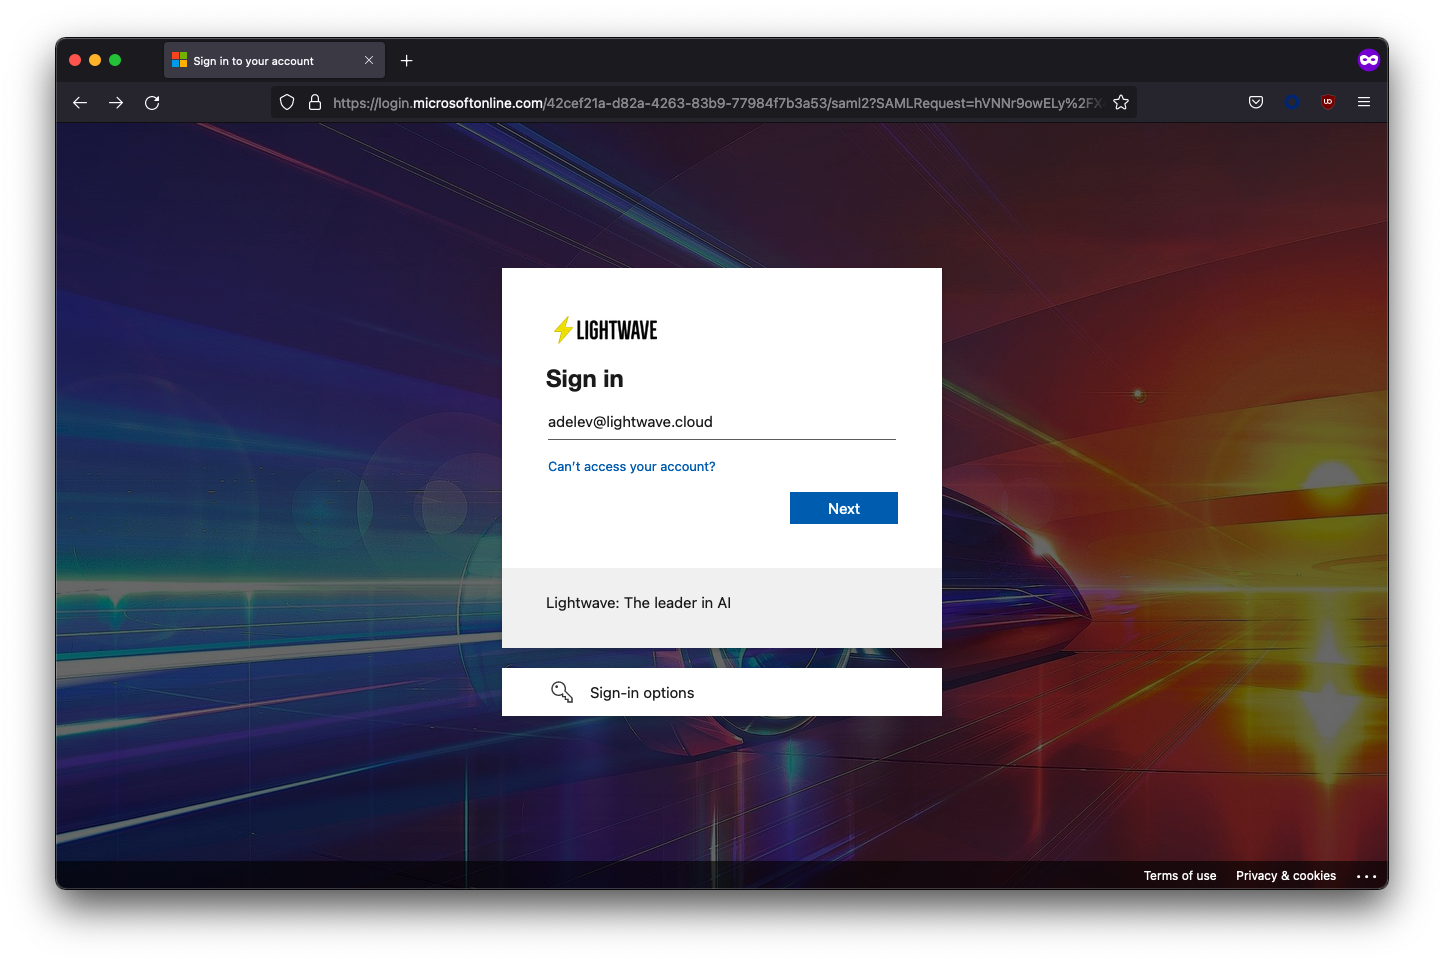 Sign in to your account
https://login.microsoftonline.com/42cef21a-d82a-4263-83b9-77984f7b3a53/saml2?SAMLRequest=hVNNr9owELy%2FX
LIGHTWAVE
Sign in
adelev@lightwave.cloud
Can't access your account?
Next
Lightwave: The leader in AI
Sign-in options
Terms of use
Privacy & cookies